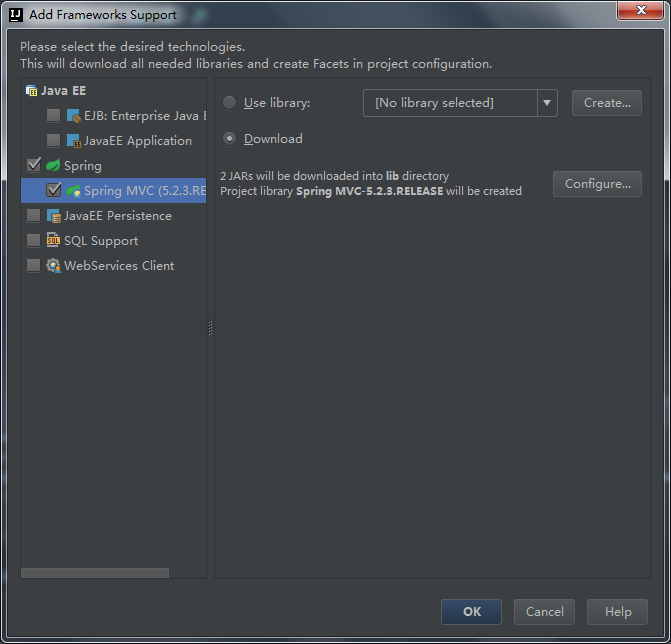 IJ Add Frameworks Support
Please select the desired technologies.
This will download all needed libraries and create Facets in project configuration.
Java EE
EJB: Enterprise Java
JavaEE Application
Spring
Spring MVC (5.2.3.RE
JavaEE Persistence
SQL Support
WebServices Client
Use library:
[No library selected]
Create...
Download
2 JARs will be downloaded into lib directory
Project library Spring MVC-5.2.3.RELEASE will be created
Configure...
OK
Cancel
Help